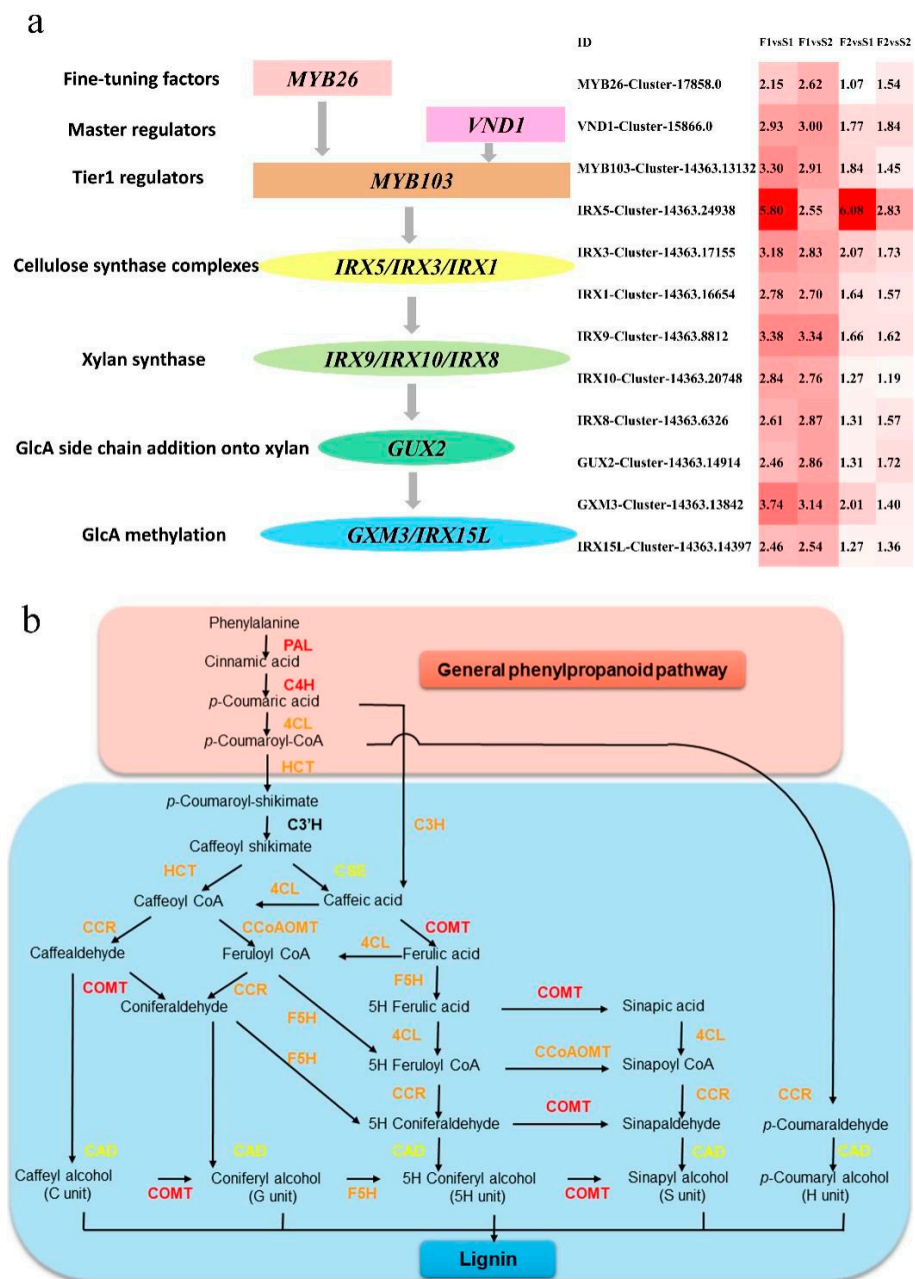 a
ID F1vsS1 F1vsS2 F2vsS1 F2vsS2
Fine-tuning factors MYB26
MYB26-Cluster-17858.0 2.15 2.62 1.07 1.54
Master regulators VND1
VND1-Cluster-15866.0 2.93 3.00 1.77 1.84
Tier1 regulators MYB103
MYB103-Cluster-14363.13132 3.30 2.91 1.84 1.45
IRX5-Cluster-14363.24938 5.80 2.55 6.08 2.83
Cellulose synthase complexes IRX5/IRX3/IRX1
IRX3-Cluster-14363.17155 3.18 2.83 2.07 1.73
IRX1-Cluster-14363.16654 2.78 2.70 1.64 1.57
Xylan synthase IRX9/IRX10/IRX8
IRX9-Cluster-14363.8812 3.38 3.34 1.66 1.62
IRX10-Cluster-14363.20748 2.84 2.76 1.27 1.19
IRX8-Cluster-14363.6326 2.61 2.87 1.31 1.57
GlcA side chain addition onto xylan GUX2
GUX2-Cluster-14363.14914 2.46 2.86 1.31 1.72
GXM3-Cluster-14363.13842 3.74 3.14 2.01 1.40
GlcA methylation GXM3/IRX15L
IRX15L-Cluster-14363.14397 2.46 2.54 1.27 1.36
b
Phenylalanine
PAL
Cinnamic acid
General phenylpropanoid pathway
C4H
p-Coumaric acid
4CL
p-Coumaroyl-CoA
HCT
p-Coumaroyl-shikimate
C3'H C3H
Caffeoyl shikimate
HCT CSE
4CL
Caffeoyl CoA Caffeic acid
CCR CCoAOMT COMT
4CL
Caffealdehyde Feruloyl CoA Ferulic acid
COMT CCR F5H
COMT
Coniferaldehyde 5H Ferulic acid Sinapic acid
F5H 4CL 4CL
F5H CCoAOMT
5H Feruloyl CoA Sinapoyl CoA
CCR CCR CCR
COMT
5H Coniferaldehyde Sinapaldehyde p-Coumaraldehyde
CAD CAD CAD CAD CAD
Caffeyl alcohol Coniferyl alcohol 5H Coniferyl alcohol Sinapyl alcohol p-Coumaryl alcohol
(C unit) COMT (G unit) F5H (5H unit) COMT (S unit) (H unit)
Lignin